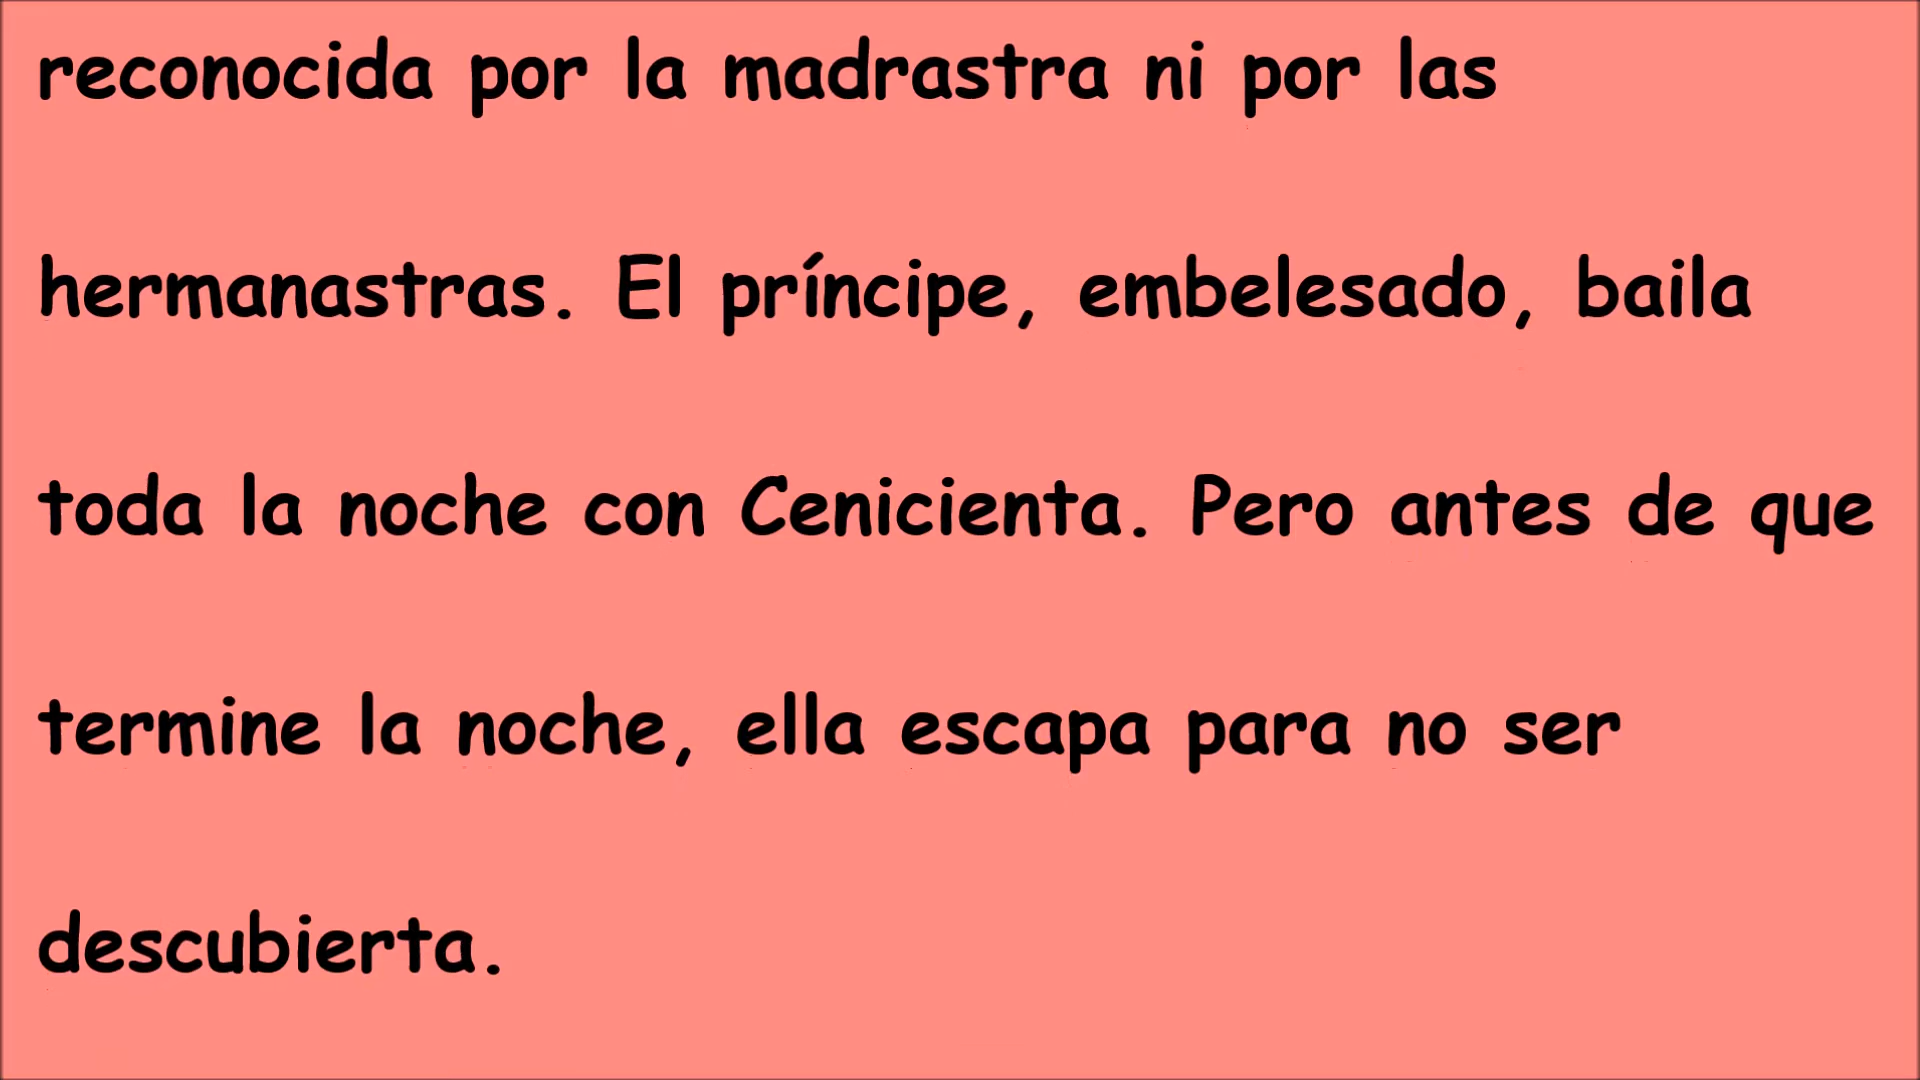 reconocida por la madrastra ni por las
hermanastras. El príncipe, embelesado, baila
toda la noche con Cenicienta. Pero antes de que
termine la noche, ella escapa para no ser
descubierta.